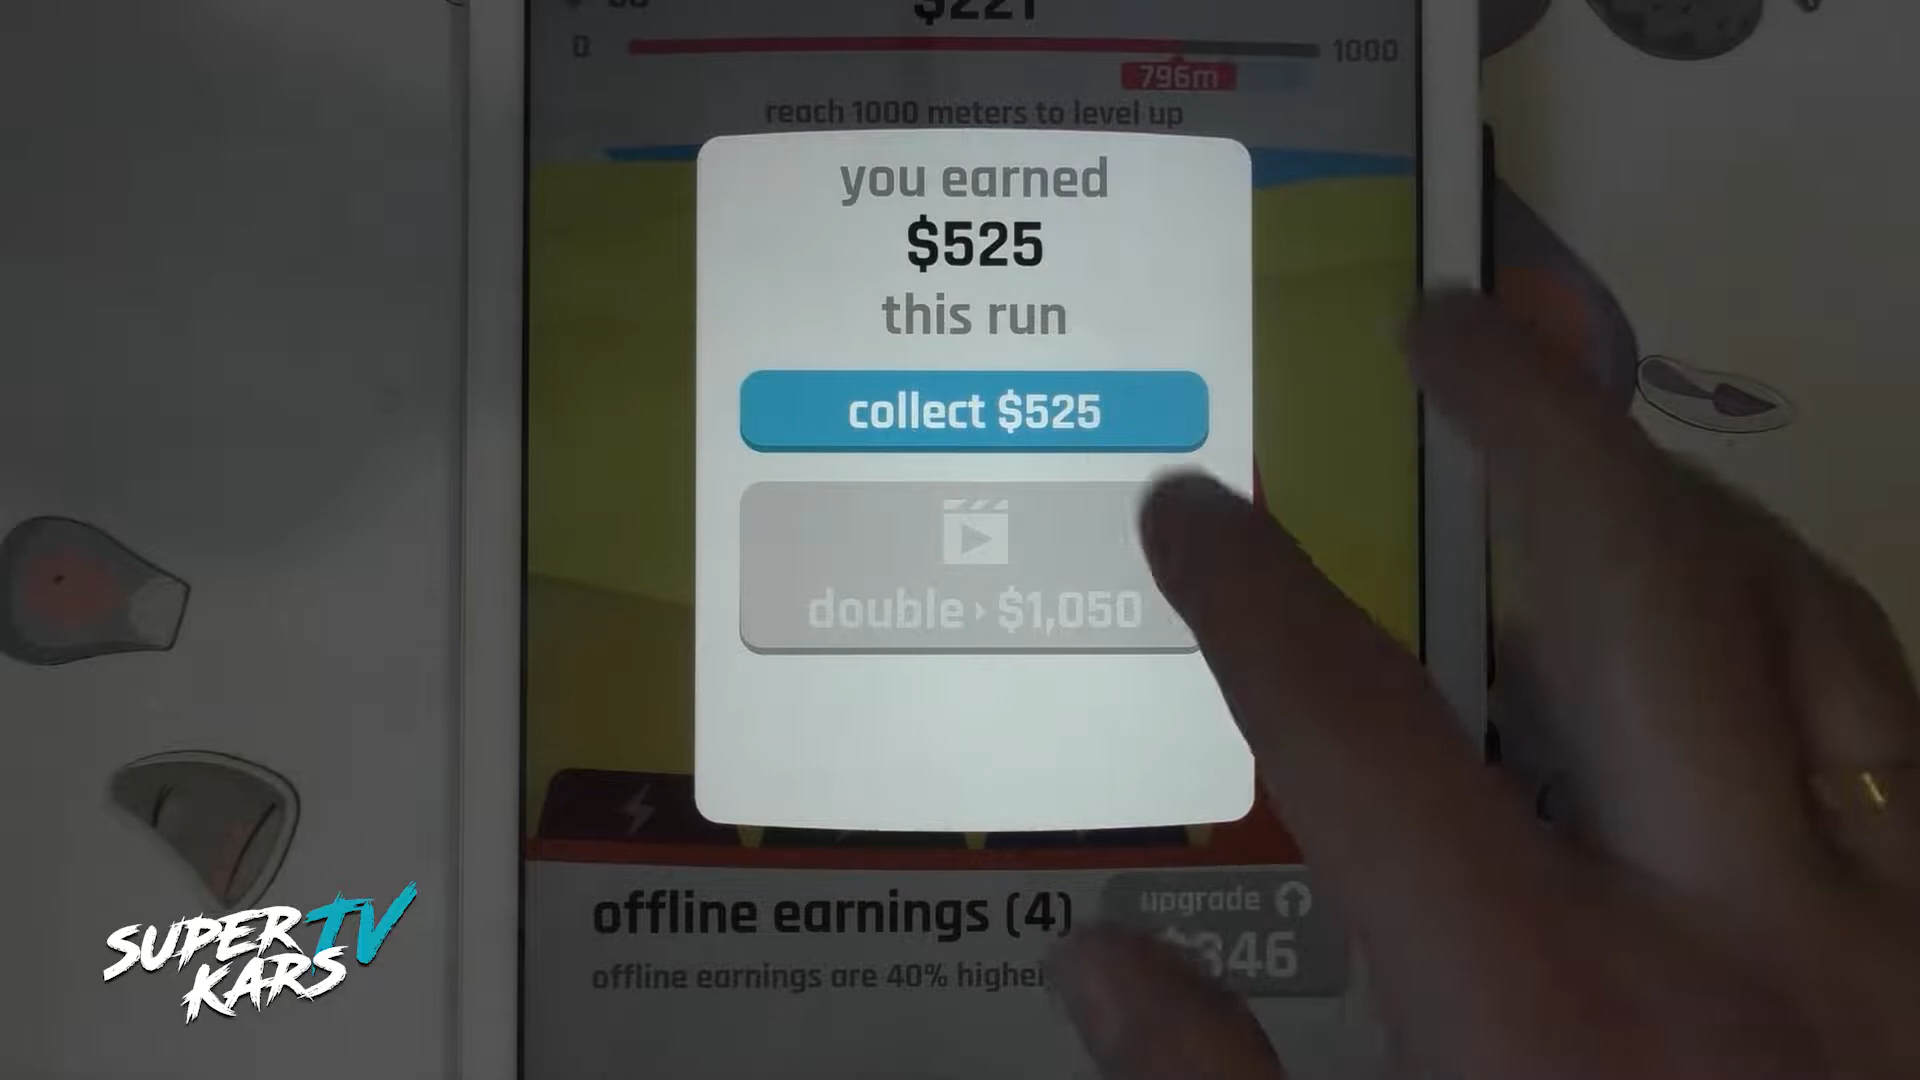 $221
0
1000
796m
reach 1000 meters to level up
you earned
$525
this run
collect $525
double › $1,050
offline earnings (4)
upgrade
offline earnings are 40% higher
SUPER TV
KARS